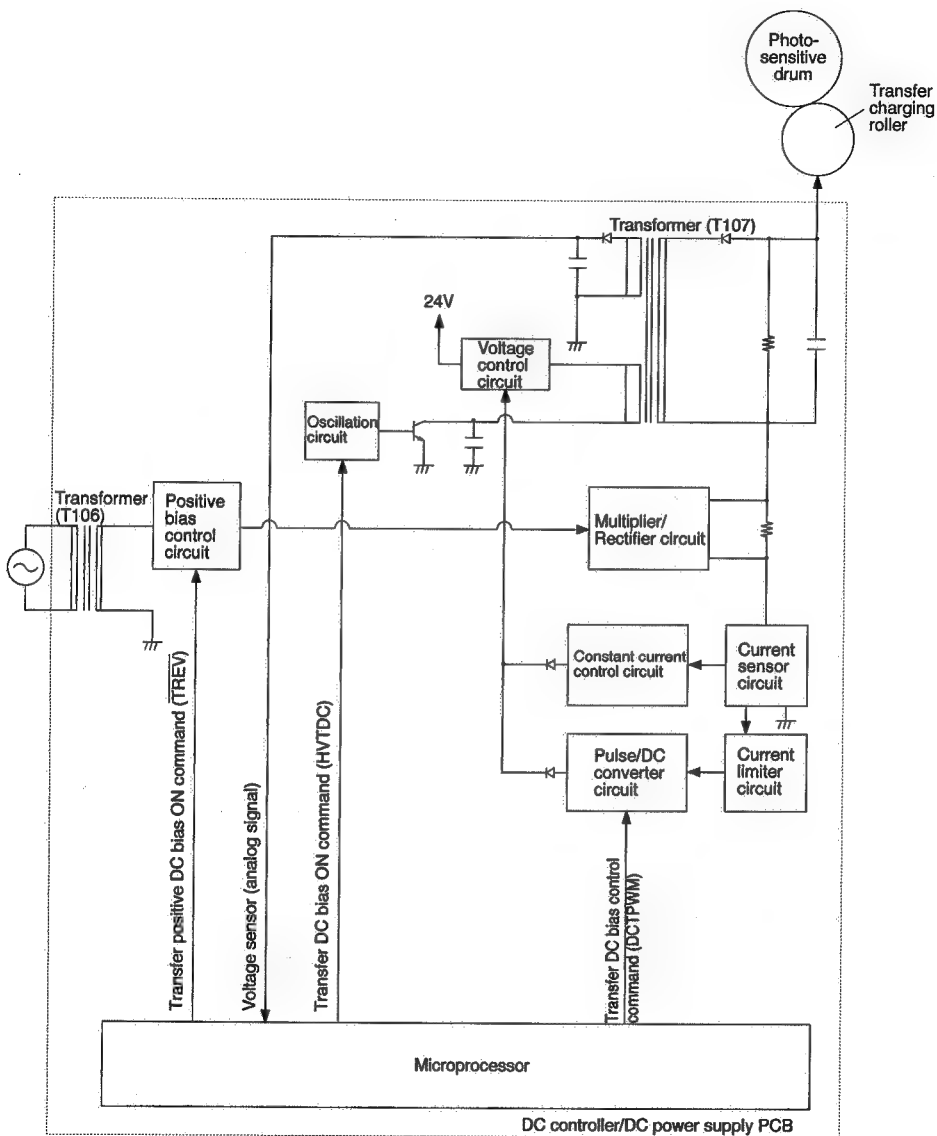 Photo-
sensitive
drum
Transfer
charging
roller
Transformer (T107)
24V
Voltage
control
circuit
Oscillation
circuit
Transformer
(T106)
Positive
bias
control
circuit
Multiplier/
Rectifier circuit
Constant current
control circuit
Current
sensor
circuit
Pulse/DC
converter
circuit
Current
limiter
circuit
Transfer positive DC bias ON command (T̅R̅E̅V̅)
Voltage sensor (analog signal)
Transfer DC bias ON command (HVTDC)
Transfer DC bias control
command (DCTPWM)
Microprocessor
DC controller/DC power supply PCB